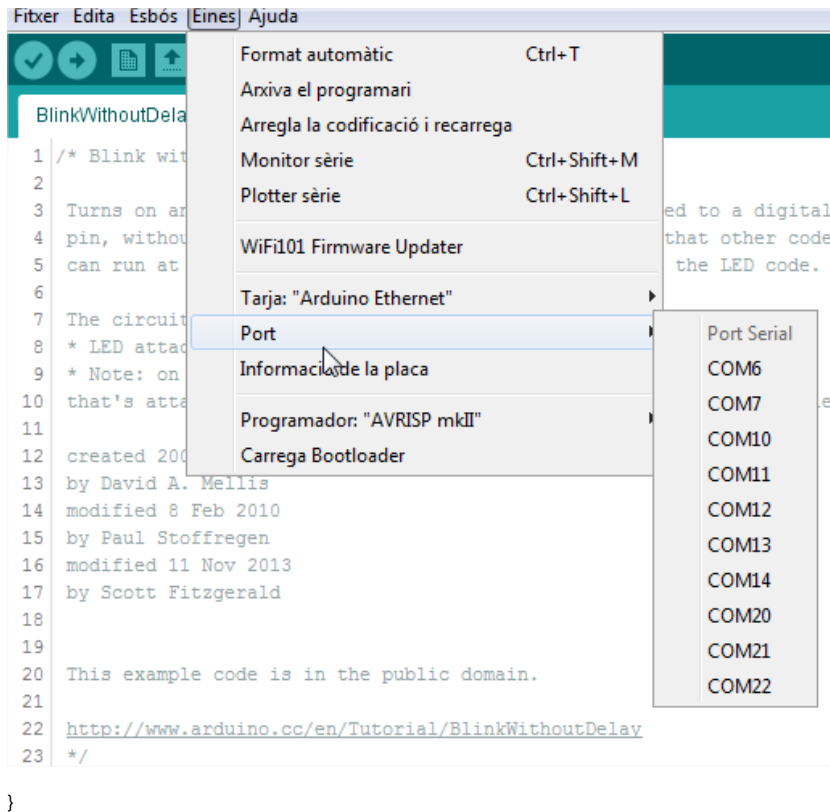 Fitxer Edita Esbós Eines Ajuda
BlinkWithoutDela
Format automàtic Ctrl+T
Arxiva el programari
Arregla la codificació i recarrega
Monitor sèrie Ctrl+Shift+M
Plotter sèrie Ctrl+Shift+L
WiFi101 Firmware Updater
Tarja: "Arduino Ethernet"
Port
Informació de la placa
Programador: "AVRISP mkII"
Carrega Bootloader
Port Serial
COM6
COM7
COM10
COM11
COM12
COM13
COM14
COM20
COM21
COM22
1 /* Blink wit
2
3 Turns on an ed to a digital
4 pin, withou that other code
5 can run at the LED code.
6
7 The circuit
8 * LED attac
9 * Note: on
10 that's atta
11
12 created 200
13 by David A. Mellis
14 modified 8 Feb 2010
15 by Paul Stoffregen
16 modified 11 Nov 2013
17 by Scott Fitzgerald
18
19
20 This example code is in the public domain.
21
22 http://www.arduino.cc/en/Tutorial/BlinkWithoutDelay
23 */
}